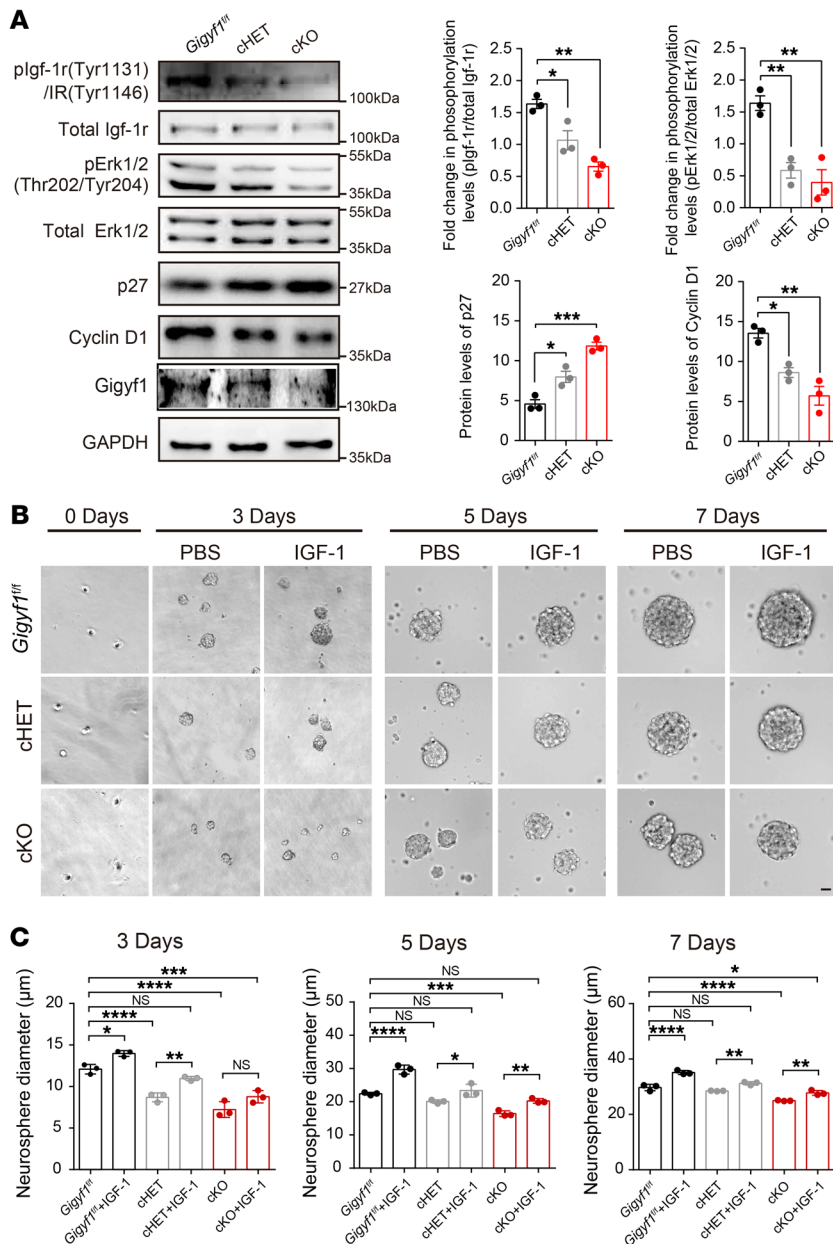 A
Gigyf1f/f
cHET
cKO
pIgf-1r(Tyr1131)
/IR(Tyr1146)
100kDa
Total Igf-1r
100kDa
pErk1/2
(Thr202/Tyr204)
55kDa
35kDa
Total Erk1/2
55kDa
35kDa
p27
27kDa
Cyclin D1
35kDa
Gigyf1
130kDa
GAPDH
35kDa
Fold change in phosophorylation
levels (pIgf-1r/total Igf-1r)
2.5
2.0
1.5
1.0
0.5
0.0
**
*
Gigyf1f/f
cHET
cKO
Fold change in phosophorylation
levels (pErk1/2/total Erk1/2)
2.5
2.0
1.5
1.0
0.5
0.0
**
**
Gigyf1f/f
cHET
cKO
Protein levels of p27
20
15
10
5
0
***
*
Gigyf1f/f
cHET
cKO
Protein levels of Cyclin D1
20
15
10
5
0
**
*
Gigyf1f/f
cHET
cKO
B
0 Days
3 Days
5 Days
7 Days
PBS
IGF-1
PBS
IGF-1
PBS
IGF-1
Gigyf1f/f
cHET
cKO
C
3 Days
Neurosphere diameter (μm)
20
15
10
5
0
***
****
NS
****
*
**
NS
Gigyf1f/f
Gigyf1f/f+IGF-1
cHET
cHET+IGF-1
cKO
cKO+IGF-1
5 Days
Neurosphere diameter (μm)
50
40
30
20
10
0
NS
***
NS
NS
****
*
**
Gigyf1f/f
Gigyf1f/f+IGF-1
cHET
cHET+IGF-1
cKO
cKO+IGF-1
7 Days
Neurosphere diameter (μm)
60
40
20
0
*
****
NS
NS
****
**
**
Gigyf1f/f
Gigyf1f/f+IGF-1
cHET
cHET+IGF-1
cKO
cKO+IGF-1